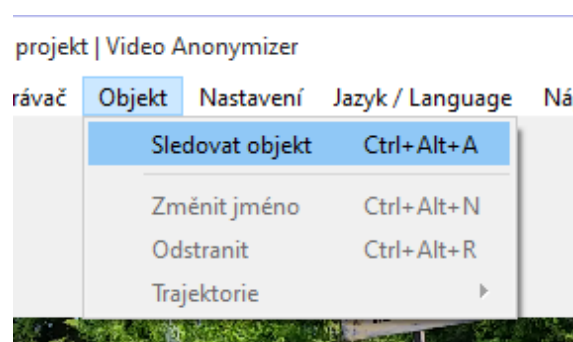 projekt | Video Anonymizer
rávač Objekt Nastavení Jazyk / Language Ná
Sledovat objekt Ctrl+Alt+A
Změnit jméno Ctrl+Alt+N
Odstranit Ctrl+Alt+R
Trajektorie